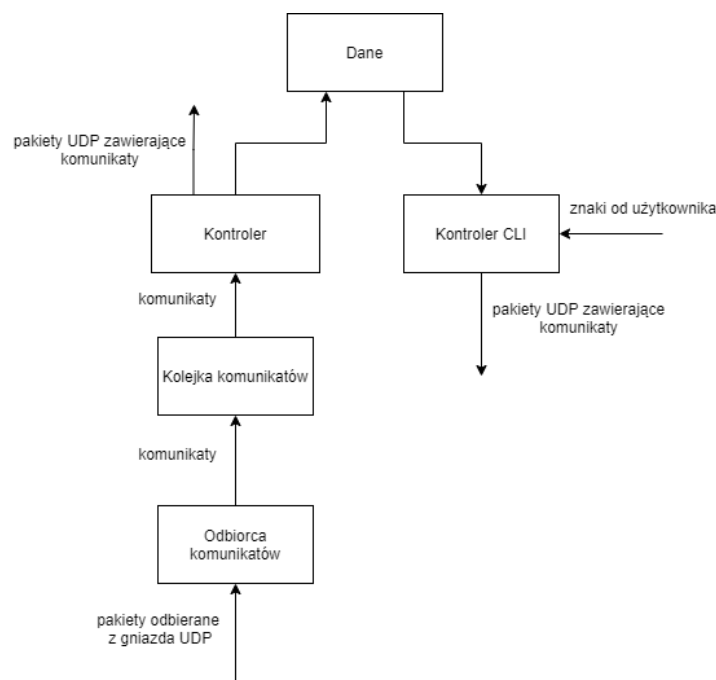 Dane
pakiety UDP zawierające
komunikaty
znaki od użytkownika
Kontroler
Kontroler CLI
komunikaty
pakiety UDP zawierające
komunikaty
Kolejka komunikatów
komunikaty
Odbiorca
komunikatów
pakiety odbierane
z gniazda UDP